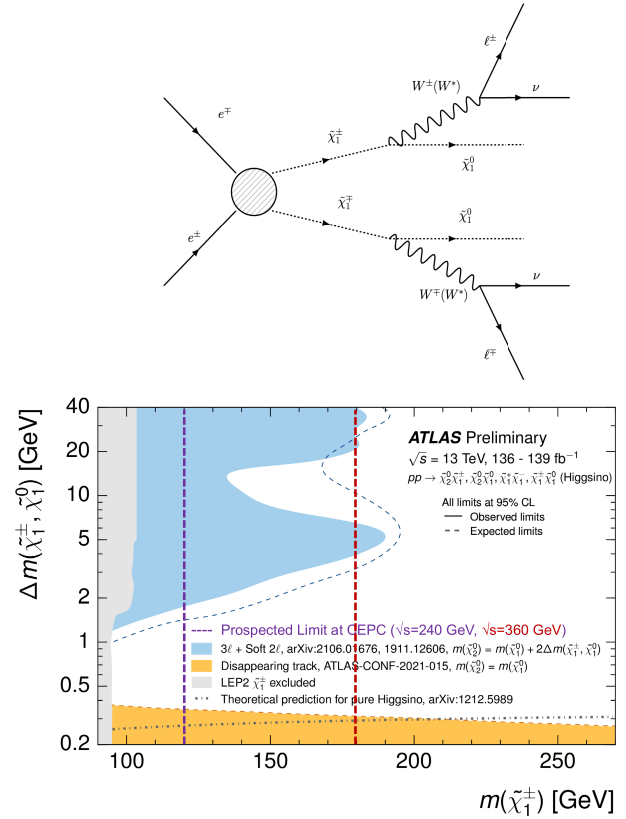 ℓ±
W±(W*)
ν
e∓
χ̃₁±
χ̃₁⁰
e±
χ̃₁∓
χ̃₁⁰
W∓(W*)
ν
ℓ∓
Δm(χ̃₁±, χ̃₁⁰) [GeV]
40
20
10
5
4
3
2
1
0.5
0.3
0.2
ATLAS Preliminary
√s = 13 TeV, 136 - 139 fb⁻¹
pp → χ̃₂⁰χ̃₁±, χ̃₂⁰χ̃₁⁰, χ̃₁⁺χ̃₁⁻, χ̃₁±χ̃₁⁰ (Higgsino)
All limits at 95% CL
Observed limits
Expected limits
Prospected Limit at CEPC (√s=240 GeV, √s=360 GeV)
3ℓ + Soft 2ℓ, arXiv:2106.01676, 1911.12606, m(χ̃₂⁰) = m(χ̃₁⁰) + 2Δm(χ̃₁±, χ̃₁⁰)
Disappearing track, ATLAS-CONF-2021-015, m(χ̃₂⁰) = m(χ̃₁⁰)
LEP2 χ̃₁± excluded
Theoretical prediction for pure Higgsino, arXiv:1212.5989
100
150
200
250
m(χ̃₁±) [GeV]